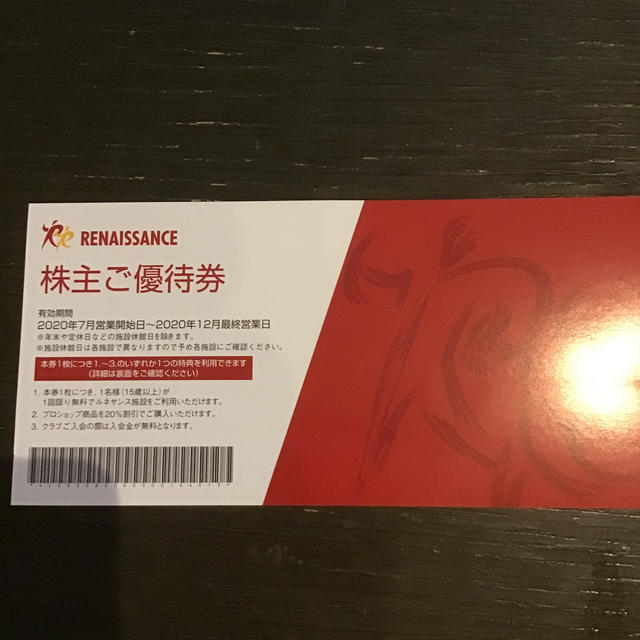 RENAISSANCE
株主ご優待券
有効期間
2020年7月営業開始日～2020年12月最終営業日
※年末や定休日などの施設休館日を除きます。
※施設休館日は各施設で異なりますので予め各施設にご確認ください。
本券1枚につき1.～3.のいずれか1つの特典を利用できます
(詳細は裏面をご確認ください)
1. 本券1枚につき、1名様(15歳以上)が
1回限り無料でルネサンス施設をご利用いただけます。
2. プロショップ商品を20%割引でご購入いただけます。
3. クラブご入会の際は入会金が無料となります。